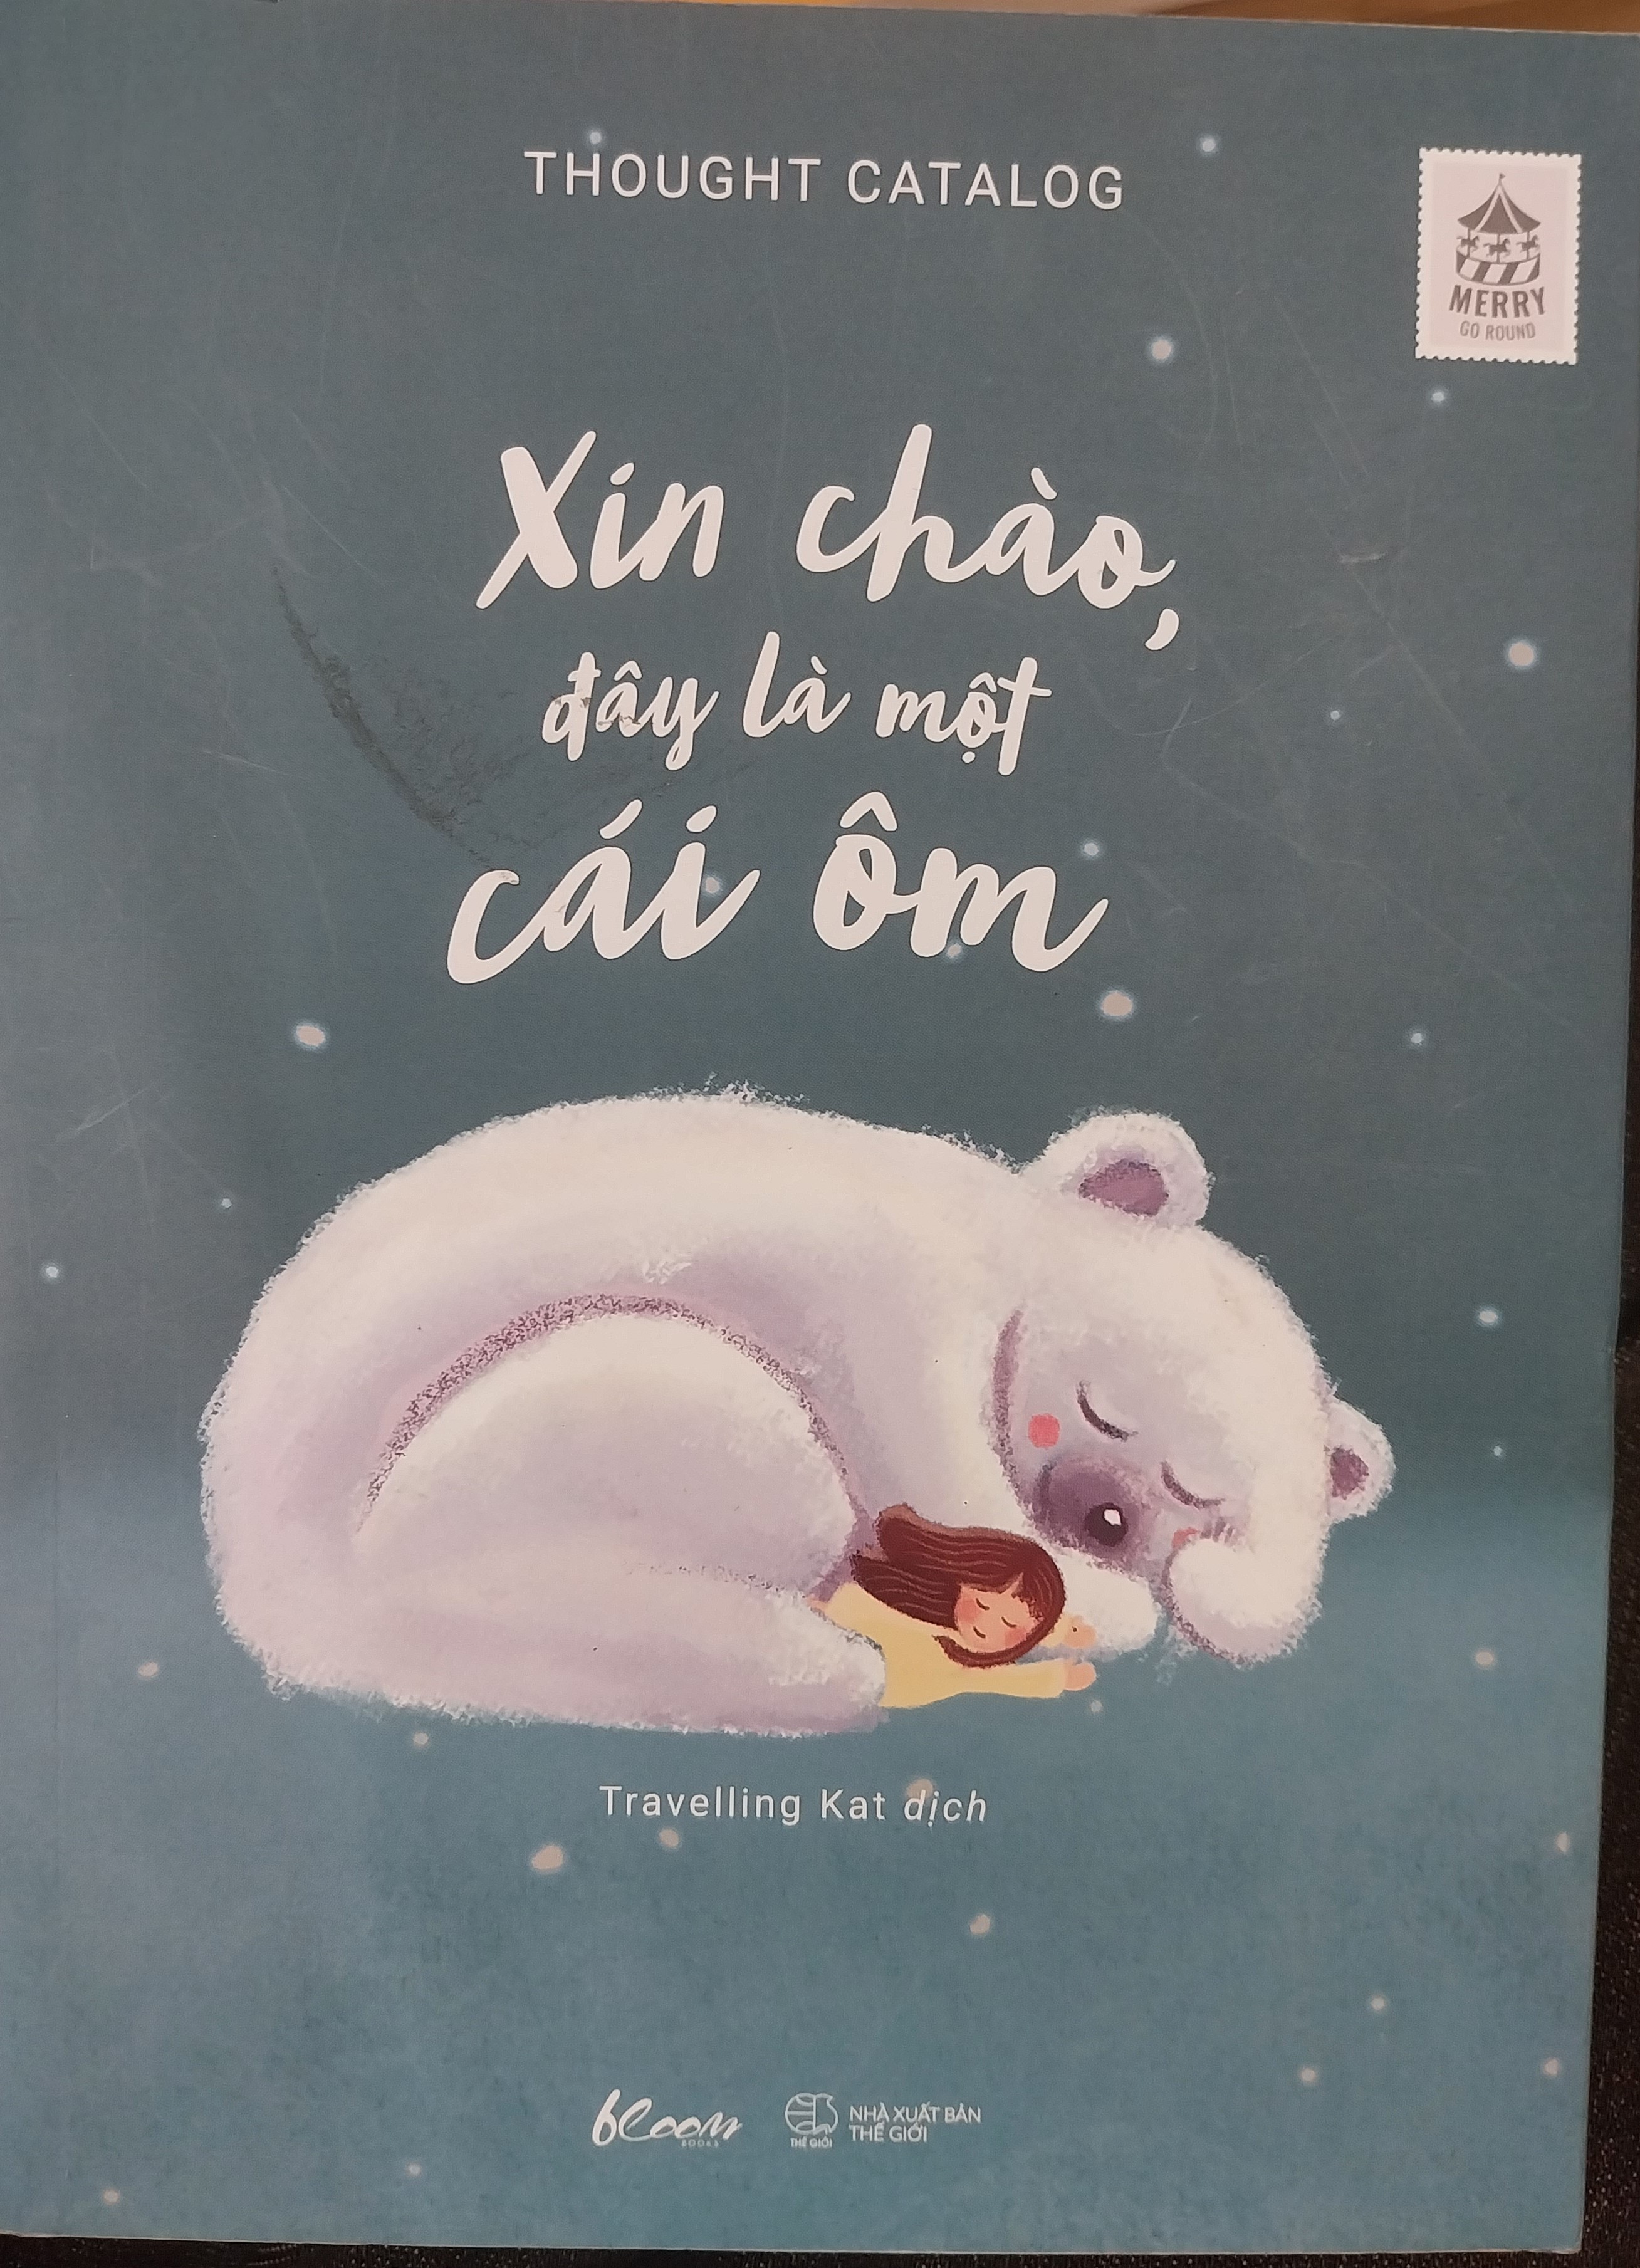 THOUGHT CATALOG
MERRY
GO ROUND
Xin chào,
đây là một
cái ôm
Travelling Kat dịch
bloom
BOOKS
THẾ GIỚI
NHÀ XUẤT BẢN
THẾ GIỚI